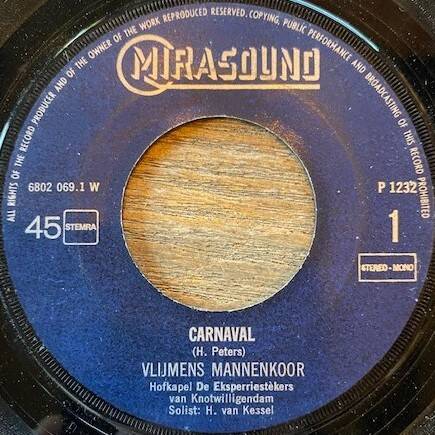 ALL RIGHTS OF THE RECORD PRODUCER AND OF THE OWNER OF THE WORK REPRODUCED RESERVED. COPYING, PUBLIC PERFORMANCE AND BROADCASTING OF THIS RECORD PROHIBITED
MIRASOUND
6802 069.1 W
P 1232
45
STEMRA
1
STEREO-MONO
CARNAVAL
(H. Peters)
VLIJMENS MANNENKOOR
Hofkapel De Eksperriestèkers
van Knotwilligendam
Solist: H. van Kessel